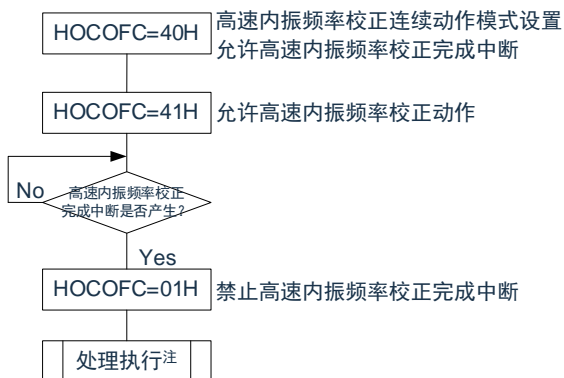 HOCOFC=40H
高速内振频率校正连续动作模式设置
允许高速内振频率校正完成中断
HOCOFC=41H
允许高速内振频率校正动作
No
高速内振频率校正
完成中断是否产生?
Yes
HOCOFC=01H
禁止高速内振频率校正完成中断
处理执行注